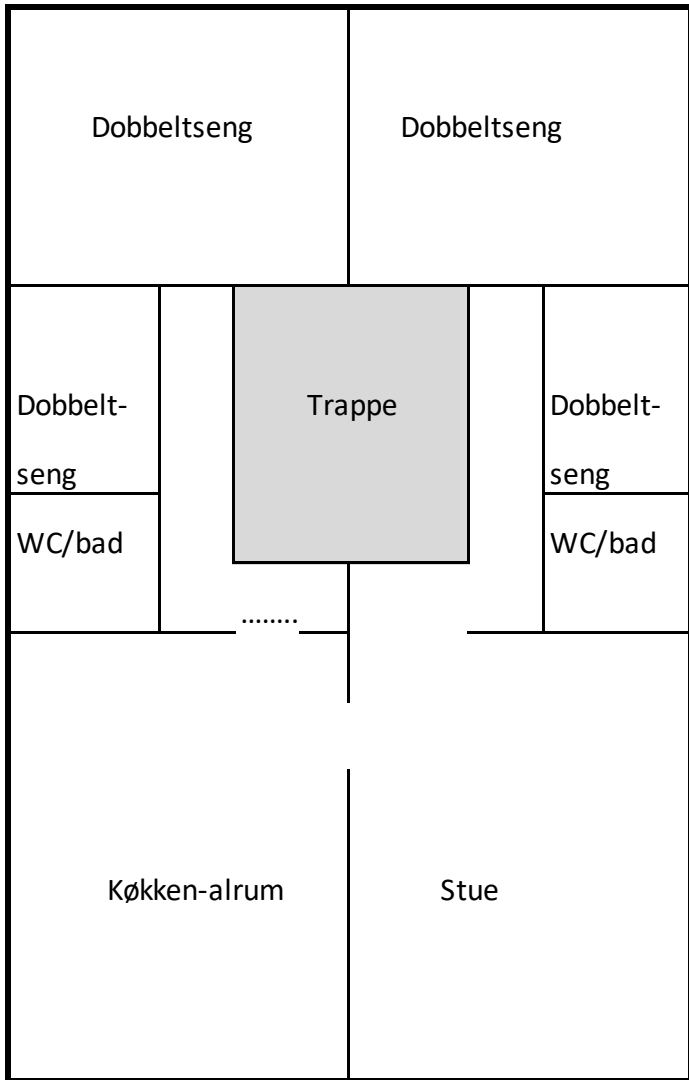 Dobbeltseng Dobbeltseng
Dobbelt-
seng
Trappe
Dobbelt-
seng
WC/bad
WC/bad
........
Køkken-alrum
Stue